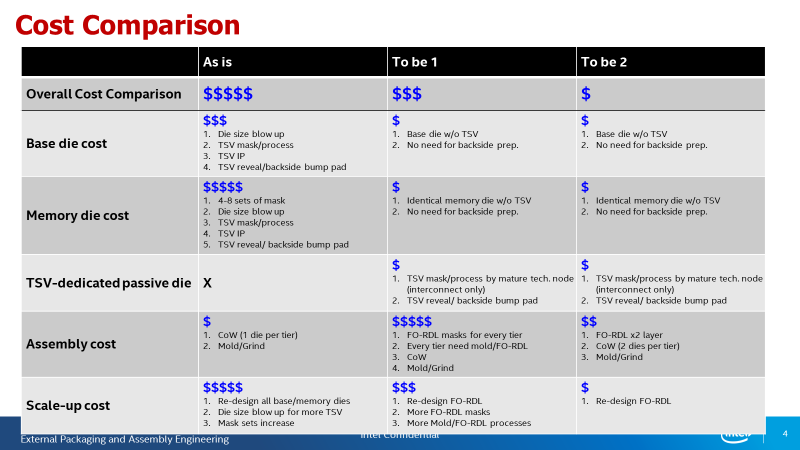 Cost Comparison
As is
To be 1
To be 2
Overall Cost Comparison
$$$$$
$$$
$
Base die cost
$$$
1. Die size blow up
2. TSV mask/process
3. TSV IP
4. TSV reveal/backside bump pad
$
1. Base die w/o TSV
2. No need for backside prep.
$
1. Base die w/o TSV
2. No need for backside prep.
Memory die cost
$$$$$
1. 4-8 sets of mask
2. Die size blow up
3. TSV mask/process
4. TSV IP
5. TSV reveal/ backside bump pad
$
1. Identical memory die w/o TSV
2. No need for backside prep.
$
1. Identical memory die w/o TSV
2. No need for backside prep.
TSV-dedicated passive die
X
$
1. TSV mask/process by mature tech. node
(interconnect only)
2. TSV reveal/ backside bump pad
$
1. TSV mask/process by mature tech. node
(interconnect only)
2. TSV reveal/ backside bump pad
Assembly cost
$
1. CoW (1 die per tier)
2. Mold/Grind
$$$$$
1. FO-RDL masks for every tier
2. Every tier need mold/FO-RDL
3. CoW
4. Mold/Grind
$$
1. FO-RDL x2 layer
2. CoW (2 dies per tier)
3. Mold/Grind
Scale-up cost
$$$$$
1. Re-design all base/memory dies
2. Die size blow up for more TSV
3. Mask sets increase
$$$
1. Re-design FO-RDL
2. More FO-RDL masks
3. More Mold/FO-RDL processes
$
1. Re-design FO-RDL
External Packaging and Assembly Engineering
Intel Confidential
intel
4